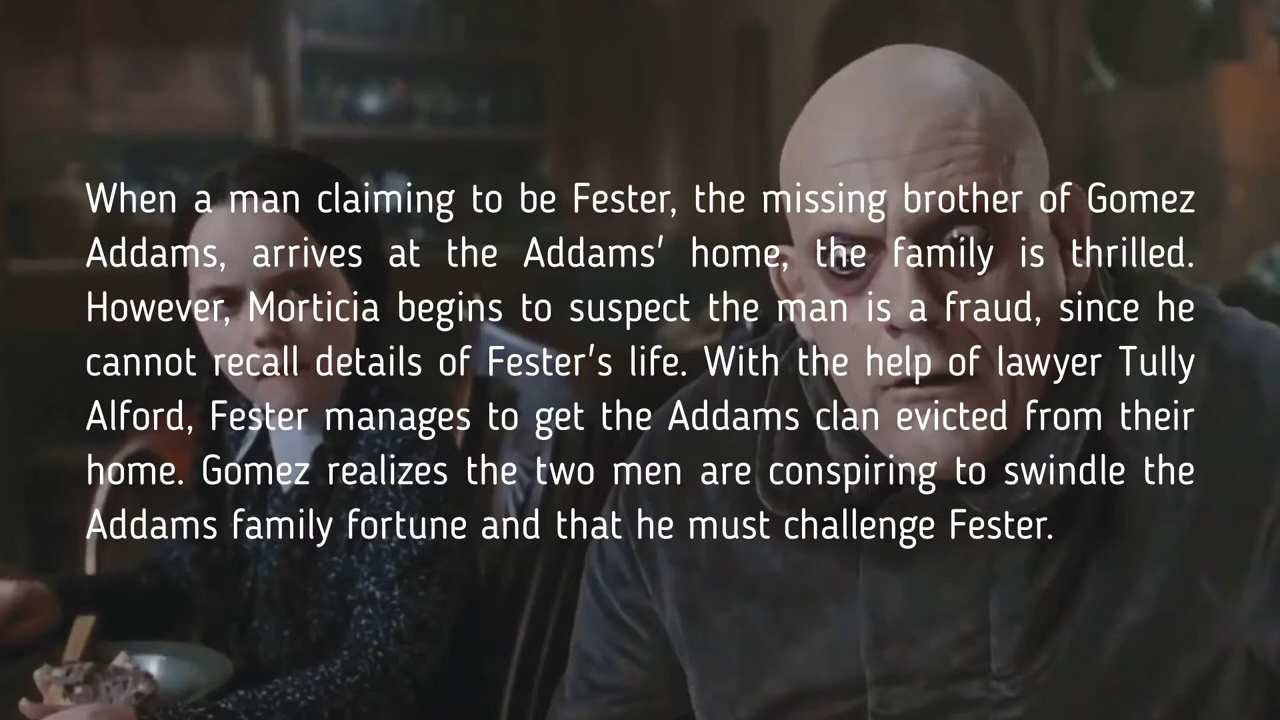 When a man claiming to be Fester, the missing brother of Gomez
Addams, arrives at the Addams' home, the family is thrilled.
However, Morticia begins to suspect the man is a fraud, since he
cannot recall details of Fester's life. With the help of lawyer Tully
Alford, Fester manages to get the Addams clan evicted from their
home. Gomez realizes the two men are conspiring to swindle the
Addams family fortune and that he must challenge Fester.